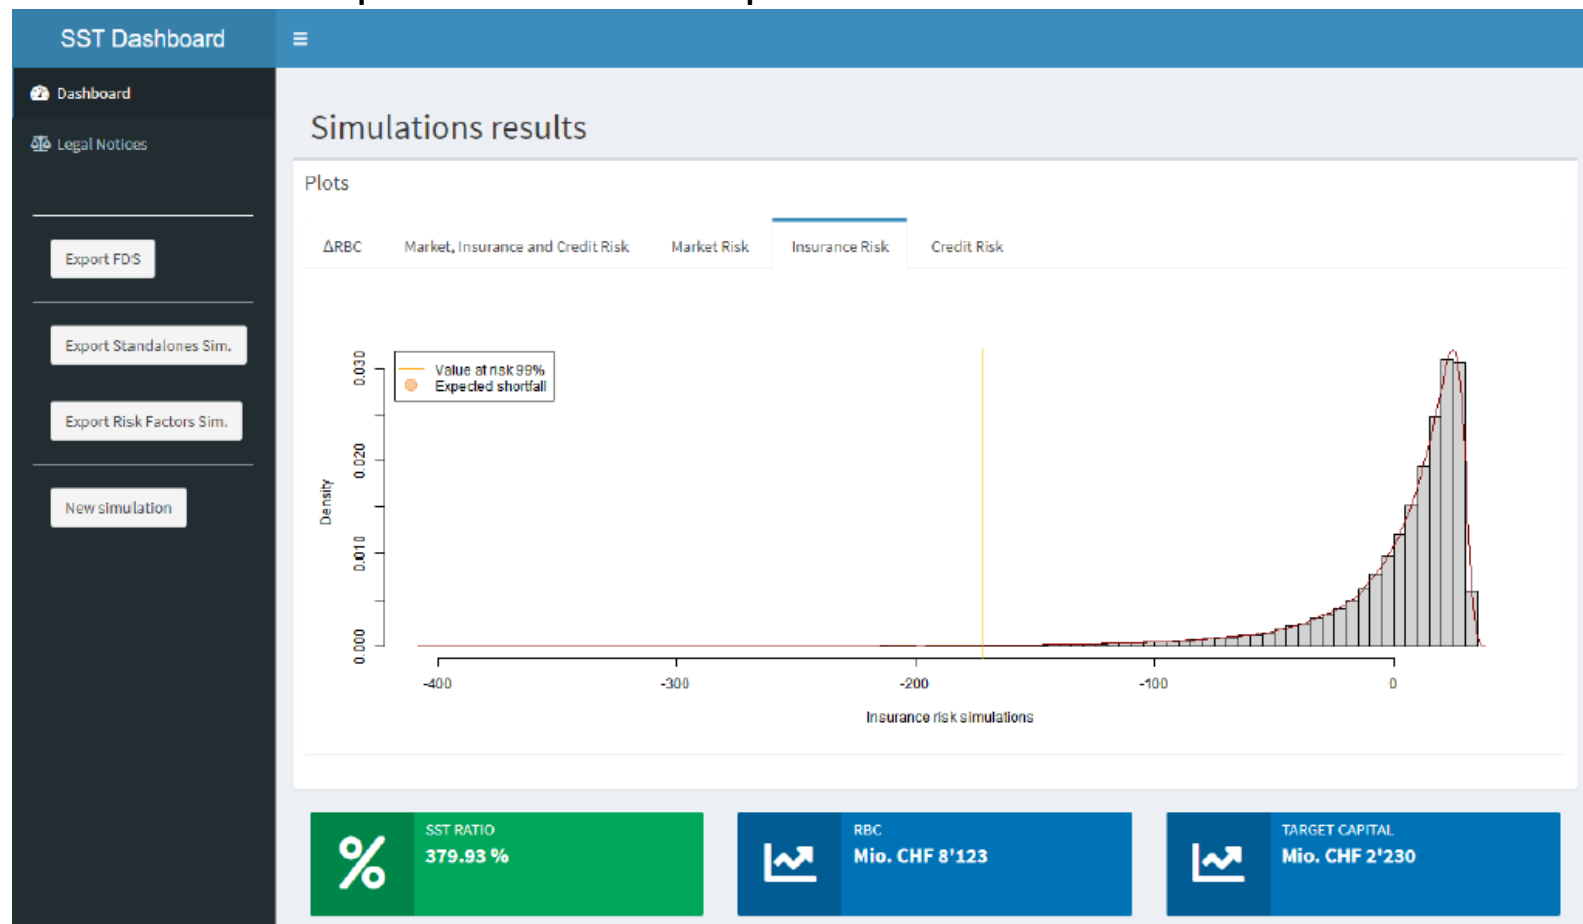 SST Dashboard
Dashboard
Legal Notices
Export FDS
Export Standalones Sim.
Export Risk Factors Sim.
New simulation
Simulations results
Plots
ΔRBC Market, Insurance and Credit Risk Market Risk Insurance Risk Credit Risk
Value at risk 99%
Expected shortfall
Density
0.030
0.020
0.010
0.000
-400 -300 -200 -100 0
Insurance risk simulations
SST RATIO
379.93 %
RBC
Mio. CHF 8'123
TARGET CAPITAL
Mio. CHF 2'230